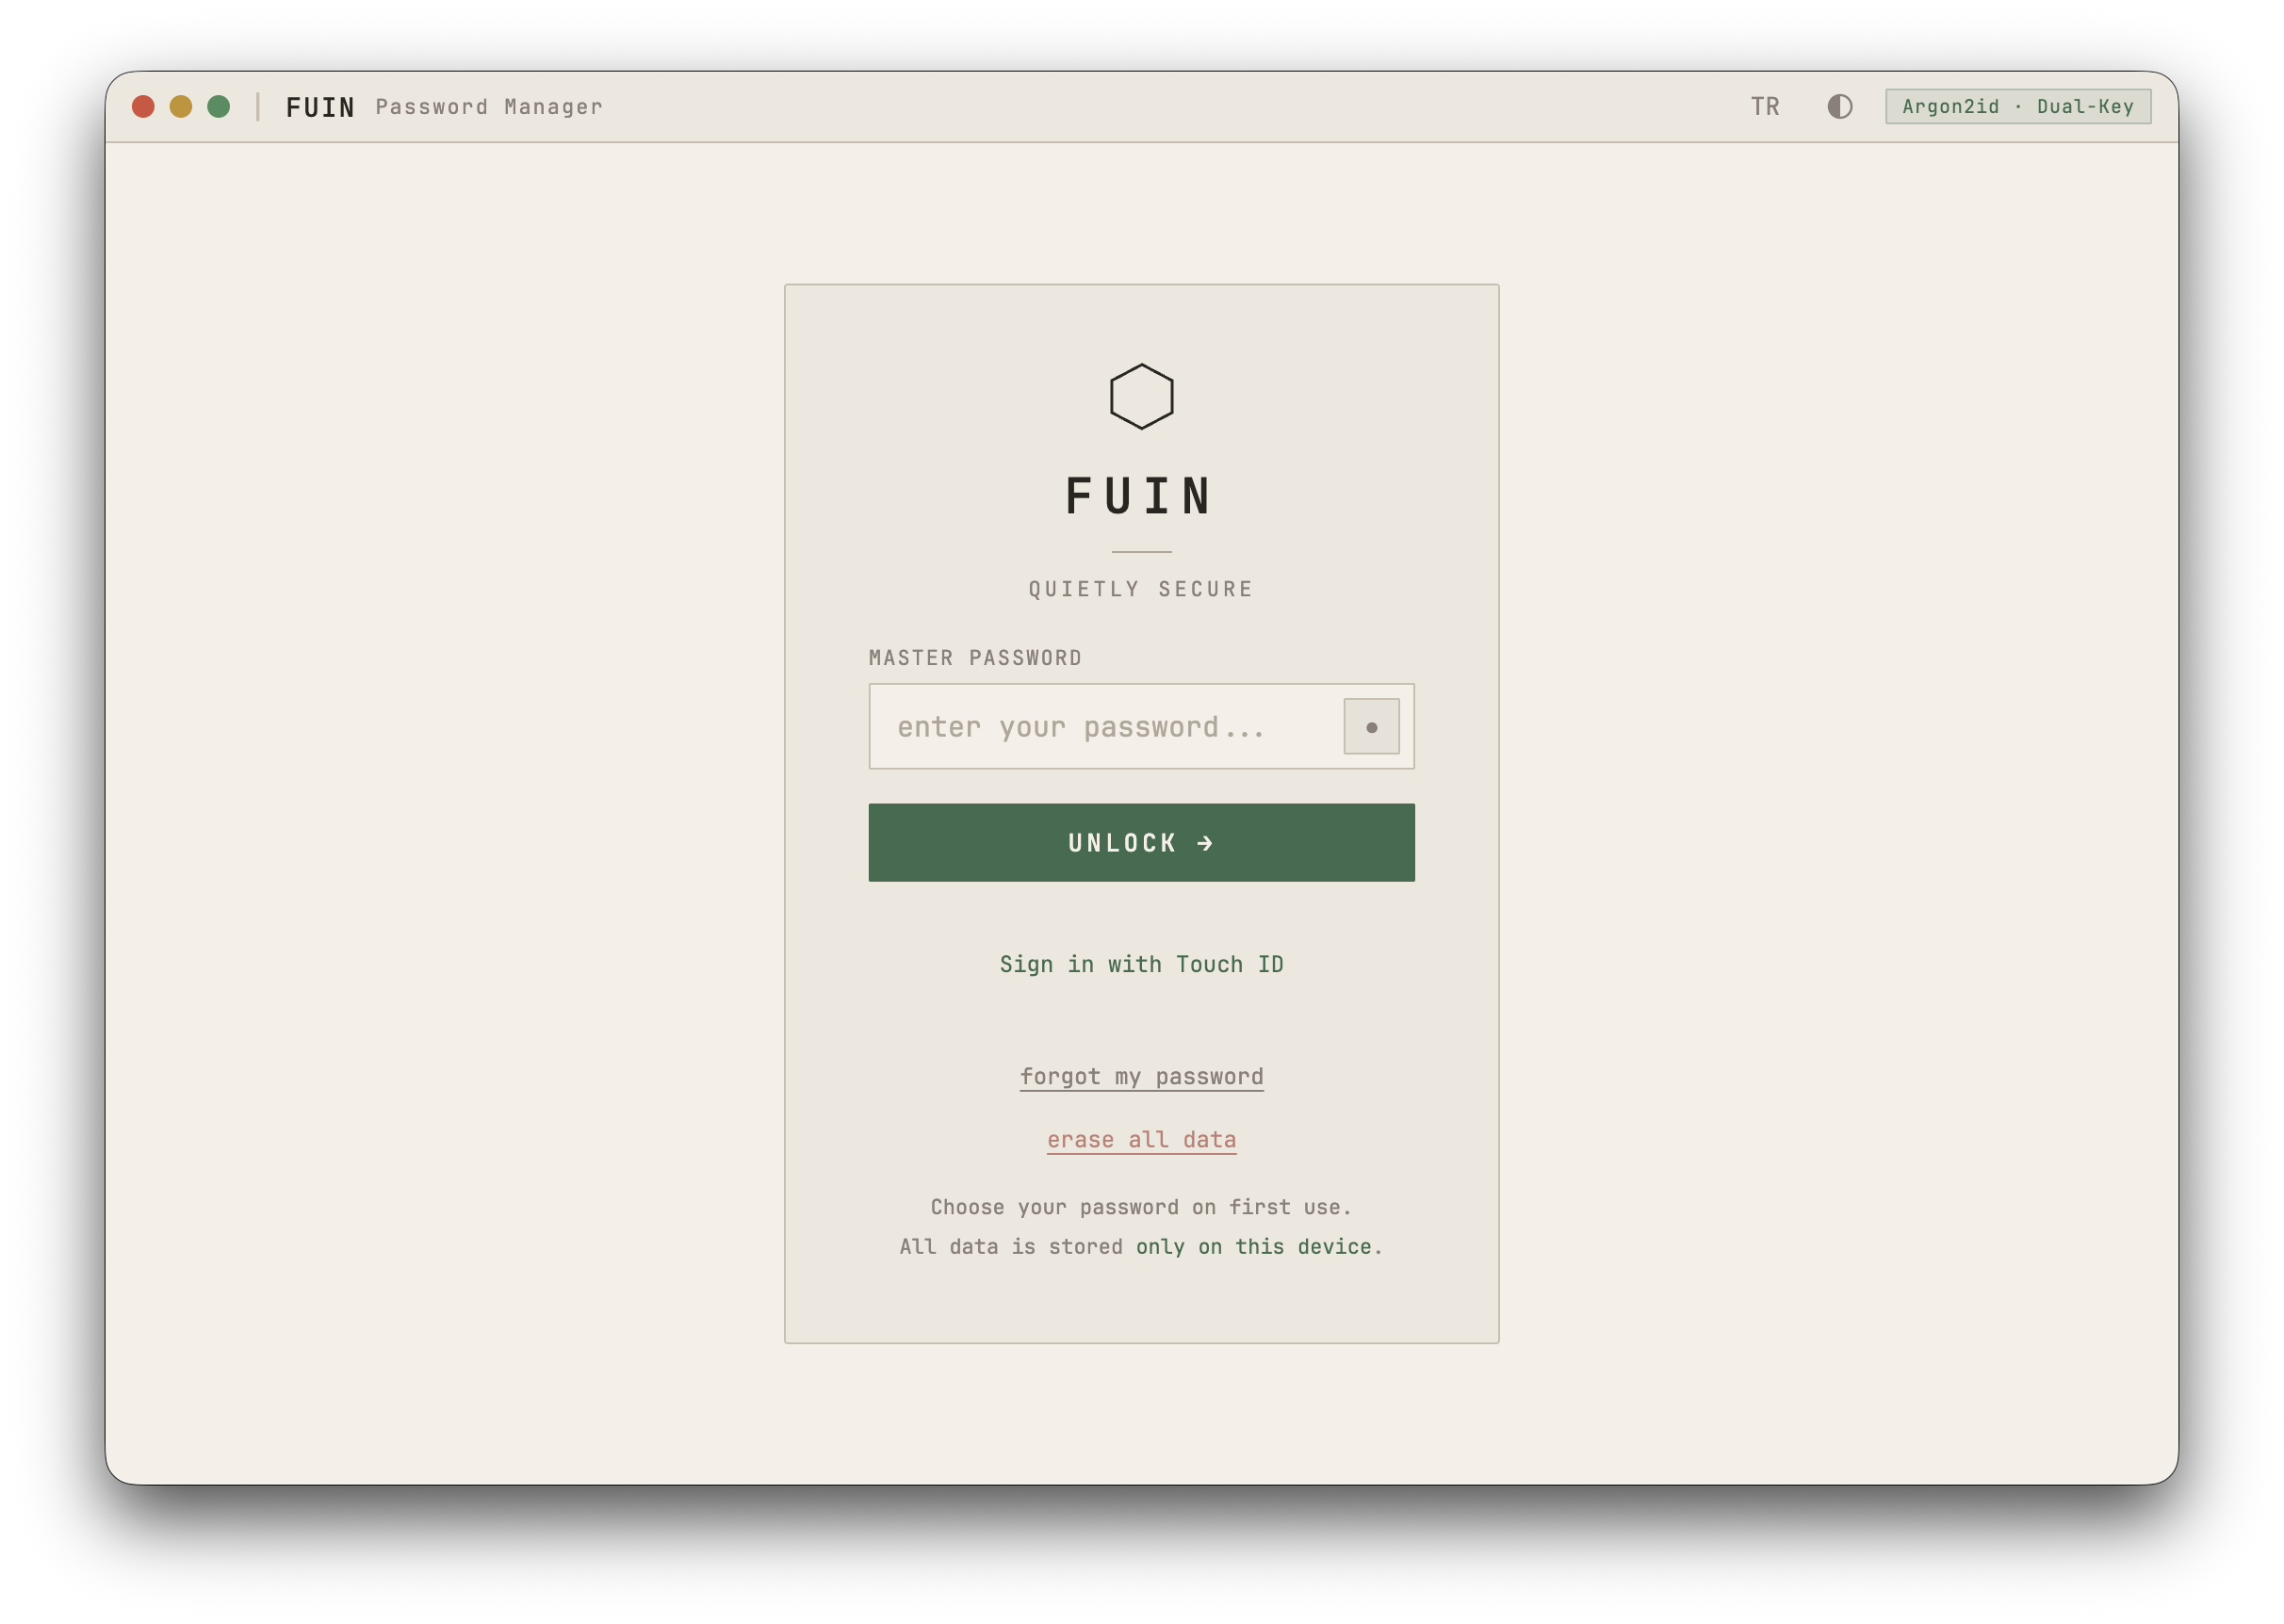 FUIN Password Manager TR Argon2id · Dual-Key
FUIN
QUIETLY SECURE
MASTER PASSWORD
enter your password...
UNLOCK →
Sign in with Touch ID
forgot my password
erase all data
Choose your password on first use.
All data is stored only on this device.